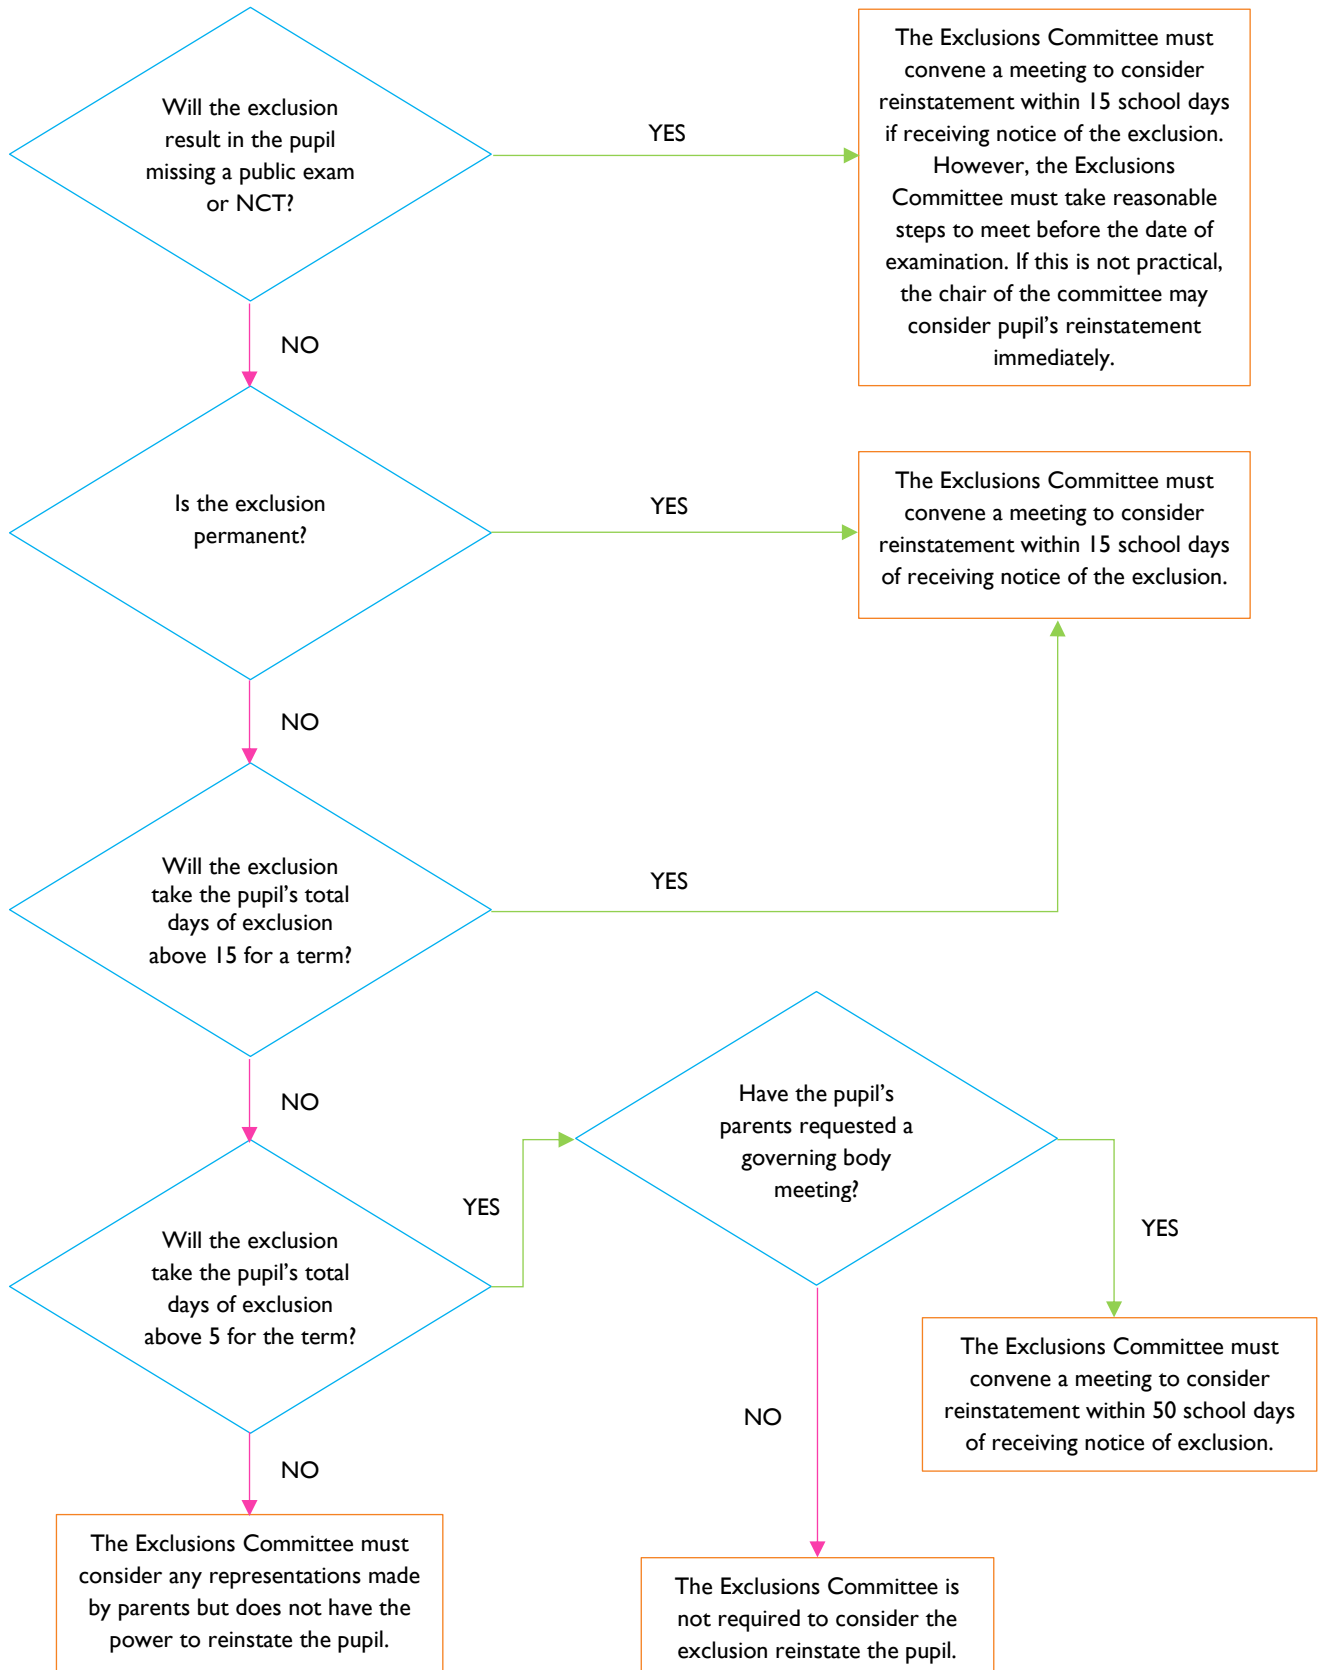 Will the exclusion
result in the pupil
missing a public exam
or NCT?
YES
The Exclusions Committee must
convene a meeting to consider
reinstatement within 15 school days
if receiving notice of the exclusion.
However, the Exclusions
Committee must take reasonable
steps to meet before the date of
examination. If this is not practical,
the chair of the committee may
consider pupil’s reinstatement
immediately.
NO
Is the exclusion
permanent?
YES
The Exclusions Committee must
convene a meeting to consider
reinstatement within 15 school days
of receiving notice of the exclusion.
NO
Will the exclusion
take the pupil’s total
days of exclusion
above 15 for a term?
YES
NO
Will the exclusion
take the pupil’s total
days of exclusion
above 5 for the term?
YES
Have the pupil’s
parents requested a
governing body
meeting?
YES
The Exclusions Committee must
convene a meeting to consider
reinstatement within 50 school days
of receiving notice of exclusion.
NO
The Exclusions Committee is
not required to consider the
exclusion reinstate the pupil.
NO
The Exclusions Committee must
consider any representations made
by parents but does not have the
power to reinstate the pupil.